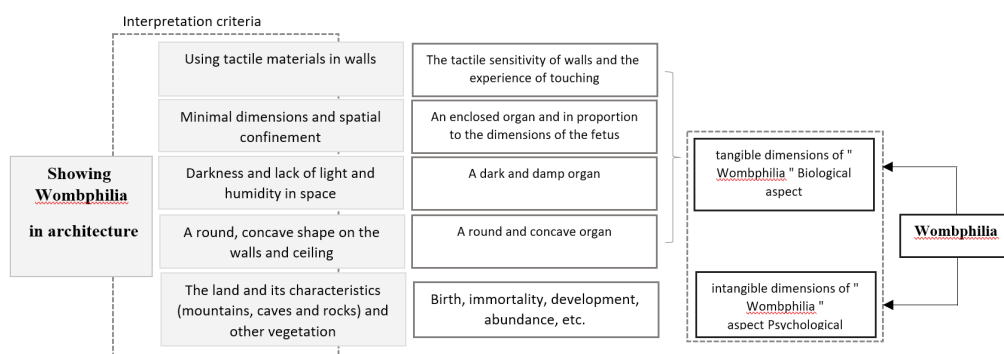 Interpretation criteria
Showing
Wombphilia
in architecture
Using tactile materials in walls
Minimal dimensions and spatial
confinement
Darkness and lack of light and
humidity in space
A round, concave shape on the
walls and ceiling
The land and its characteristics
(mountains, caves and rocks) and
other vegetation
The tactile sensitivity of walls and the
experience of touching
An enclosed organ and in proportion
to the dimensions of the fetus
A dark and damp organ
A round and concave organ
Birth, immortality, development,
abundance, etc.
tangible dimensions of "
Wombphilia " Biological
aspect
intangible dimensions of "
Wombphilia "
aspect Psychological
Wombphilia